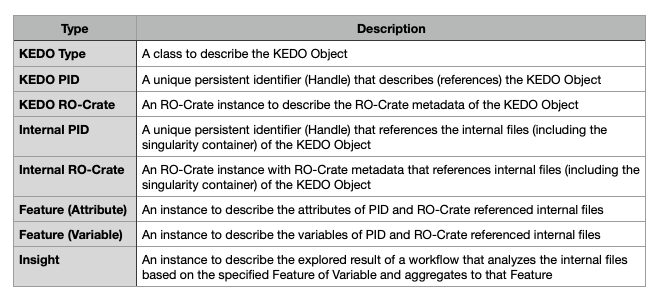 Type Description
KEDO Type A class to describe the KEDO Object
KEDO PID A unique persistent identifier (Handle) that describes (references) the KEDO Object
KEDO RO-Crate An RO-Crate instance to describe the RO-Crate metadata of the KEDO Object
Internal PID A unique persistent identifier (Handle) that references the internal files (including the
singularity container) of the KEDO Object
Internal RO-Crate An RO-Crate instance with RO-Crate metadata that references internal files (including the
singularity container) of the KEDO Object
Feature (Attribute) An instance to describe the attributes of PID and RO-Crate referenced internal files
Feature (Variable) An instance to describe the variables of PID and RO-Crate referenced internal files
Insight An instance to describe the explored result of a workflow that analyzes the internal files
based on the specified Feature of Variable and aggregates to that Feature